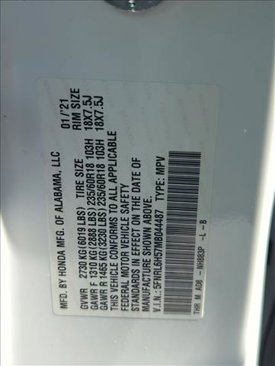 MFD. BY HONDA MFG. OF ALABAMA, LLC 01/'21
RIM SIZE
GVWR 2730 KG (6019 LBS)
GAWR F 1310 KG (2888 LBS) 235/60R18 103H 18X7.5J
GAWR R 1465 KG (3230 LBS) 235/60R18 103H 18X7.5J
THIS VEHICLE CONFORMS TO ALL APPLICABLE
FEDERAL MOTOR VEHICLE SAFETY
STANDARDS IN EFFECT ON THE DATE OF
MANUFACTURE SHOWN ABOVE.
V.I.N.: 5FNRL6H57MB044487 TYPE: MPV
NH883P -L -B